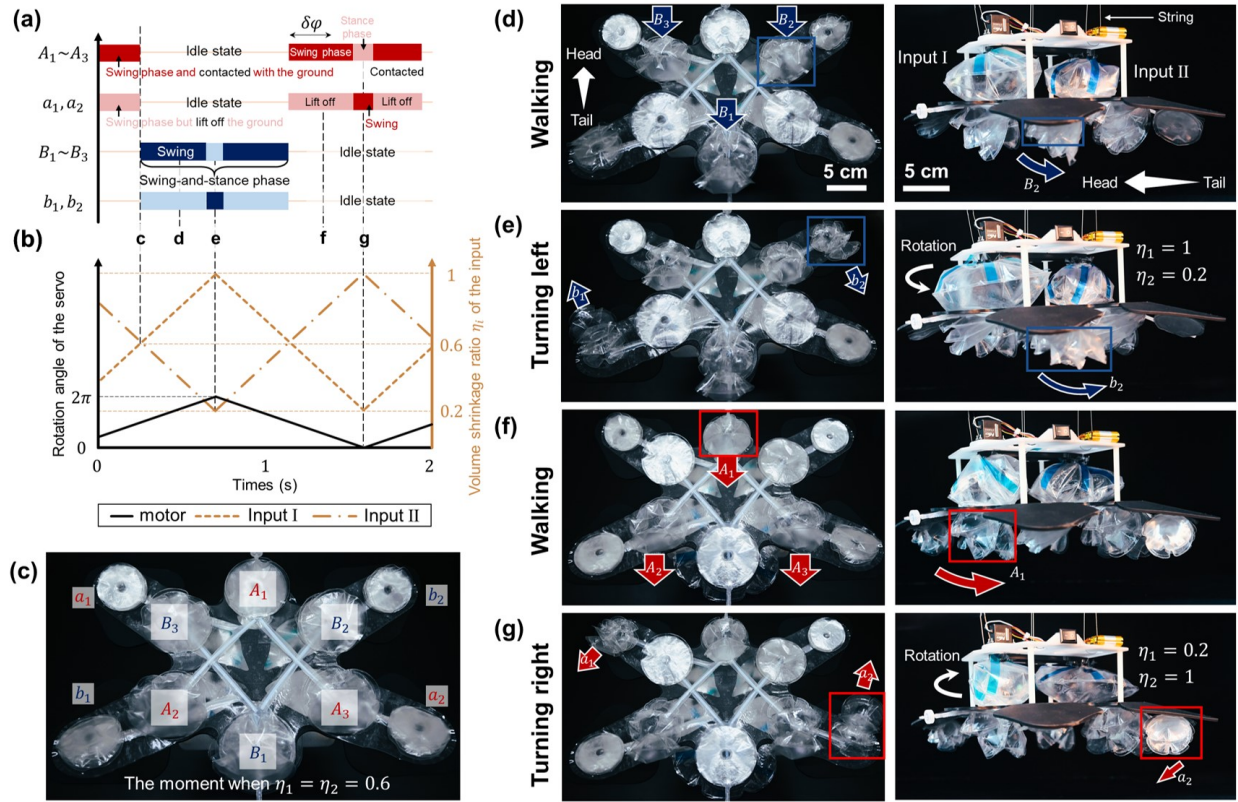 (a)
δφ
Stance
phase
A₁~A₃
Idle state
Swing phase
Swing phase and contacted with the ground
Contacted
a₁, a₂
Idle state
Lift off
Lift off
Swing phase but lift off the ground
Swing
B₁~B₃
Swing
Idle state
Swing-and-stance phase
b₁, b₂
Idle state
c
d
e
f
g
(b)
Rotation angle of the servo
2π
0
0
1
2
Times (s)
1
0.6
0.2
Volume shrinkage ratio ηᵢ of the input
motor
Input I
Input II
(c)
a₁
A₁
b₂
B₃
B₂
b₁
A₂
A₃
a₂
B₁
The moment when η₁ = η₂ = 0.6
(d)
Walking
Head
Tail
B₃
B₂
B₁
5 cm
String
Input I
Input II
5 cm
B₂
Head
Tail
(e)
Turning left
b₁
b₂
Rotation
η₁ = 1
η₂ = 0.2
b₂
(f)
Walking
A₁
A₂
A₃
A₁
(g)
Turning right
a₁
a₂
Rotation
η₁ = 0.2
η₂ = 1
a₂